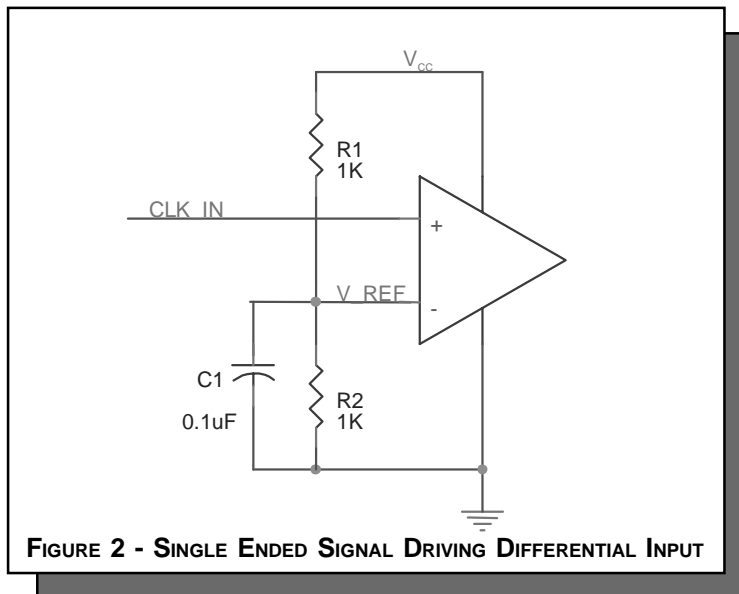 Vcc
R1
1K
CLK_IN
+
V_REF
-
C1
0.1uF
R2
1K
FIGURE 2 - SINGLE ENDED SIGNAL DRIVING DIFFERENTIAL INPUT